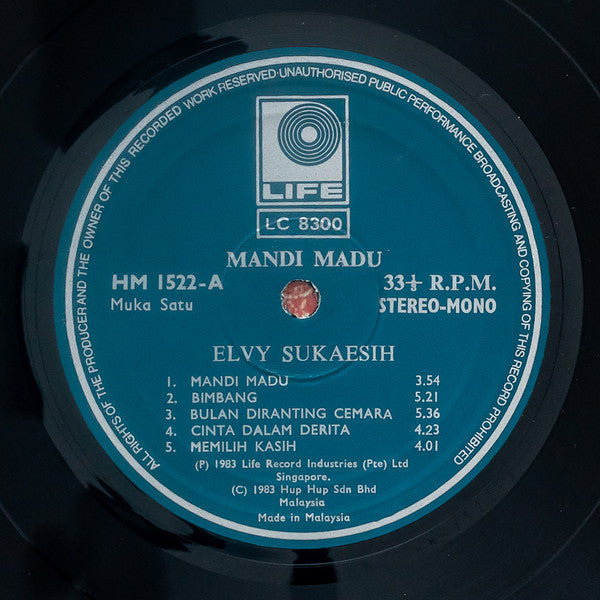 ALL RIGHTS OF THE PRODUCER AND THE OWNER OF THIS RECORDED WORK RESERVED·UNAUTHORISED PUBLIC PERFORMANCE BROADCASTING AND COPYING OF THIS RECORD PROHIBITED
LIFE
LC 8300
MANDI MADU
HM 1522-A 33⅓ R.P.M.
Muka Satu STEREO-MONO
ELVY SUKAESIH
1. MANDI MADU 3.54
2. BIMBANG 5.21
3. BULAN DIRANTING CEMARA 5.36
4. CINTA DALAM DERITA 4.23
5. MEMILIH KASIH 4.01
(P) 1983 Life Record Industries (Pte) Ltd
Singapore.
(C) 1983 Hup Hup Sdn Bhd
Malaysia
Made in Malaysia